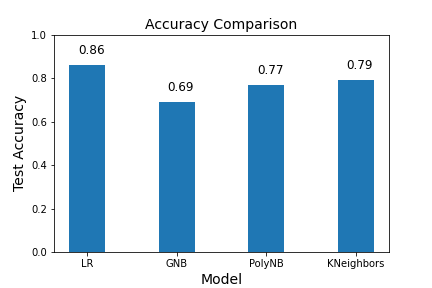 Accuracy Comparison
1.0
0.8
0.6
0.4
0.2
0.0
Test Accuracy
0.86
0.69
0.77
0.79
LR
GNB
PolyNB
KNeighbors
Model